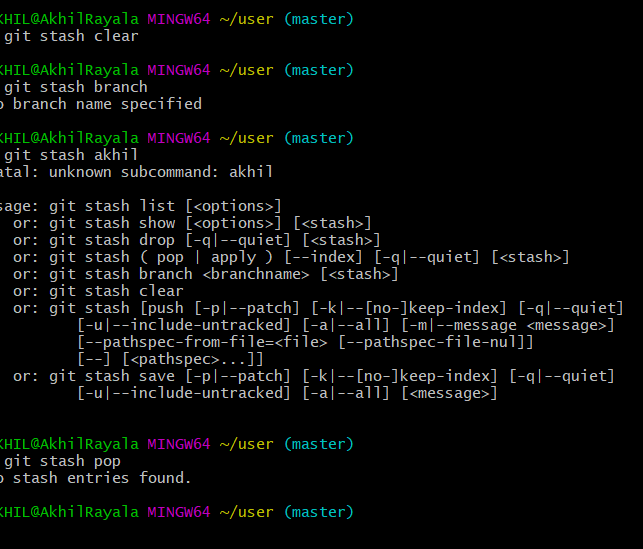 KHIL@AkhilRayala MINGW64 ~/user (master)
git stash clear
KHIL@AkhilRayala MINGW64 ~/user (master)
git stash branch
o branch name specified
KHIL@AkhilRayala MINGW64 ~/user (master)
git stash akhil
atal: unknown subcommand: akhil
sage: git stash list [<options>]
or: git stash show [<options>] [<stash>]
or: git stash drop [-q|--quiet] [<stash>]
or: git stash ( pop | apply ) [--index] [-q|--quiet] [<stash>]
or: git stash branch <branchname> [<stash>]
or: git stash clear
or: git stash [push [-p|--patch] [-k|--[no-]keep-index] [-q|--quiet]
[-u|--include-untracked] [-a|--all] [-m|--message <message>]
[--pathspec-from-file=<file> [--pathspec-file-nul]]
[--] [<pathspec>...]]
or: git stash save [-p|--patch] [-k|--[no-]keep-index] [-q|--quiet]
[-u|--include-untracked] [-a|--all] [<message>]
KHIL@AkhilRayala MINGW64 ~/user (master)
git stash pop
o stash entries found.
KHIL@AkhilRayala MINGW64 ~/user (master)